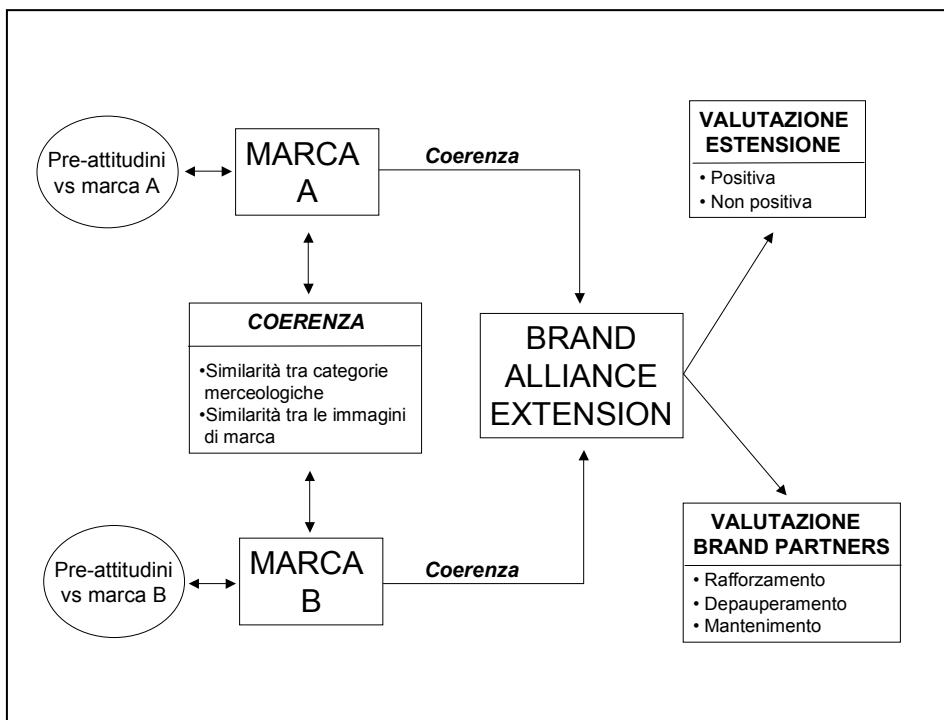 Pre-attitudini
vs marca A
MARCA
A
Coerenza
VALUTAZIONE
ESTENSIONE
• Positiva
• Non positiva
COERENZA
•Similarità tra categorie
merceologiche
•Similarità tra le immagini
di marca
BRAND
ALLIANCE
EXTENSION
Pre-attitudini
vs marca B
MARCA
B
Coerenza
VALUTAZIONE
BRAND PARTNERS
• Rafforzamento
• Depauperamento
• Mantenimento